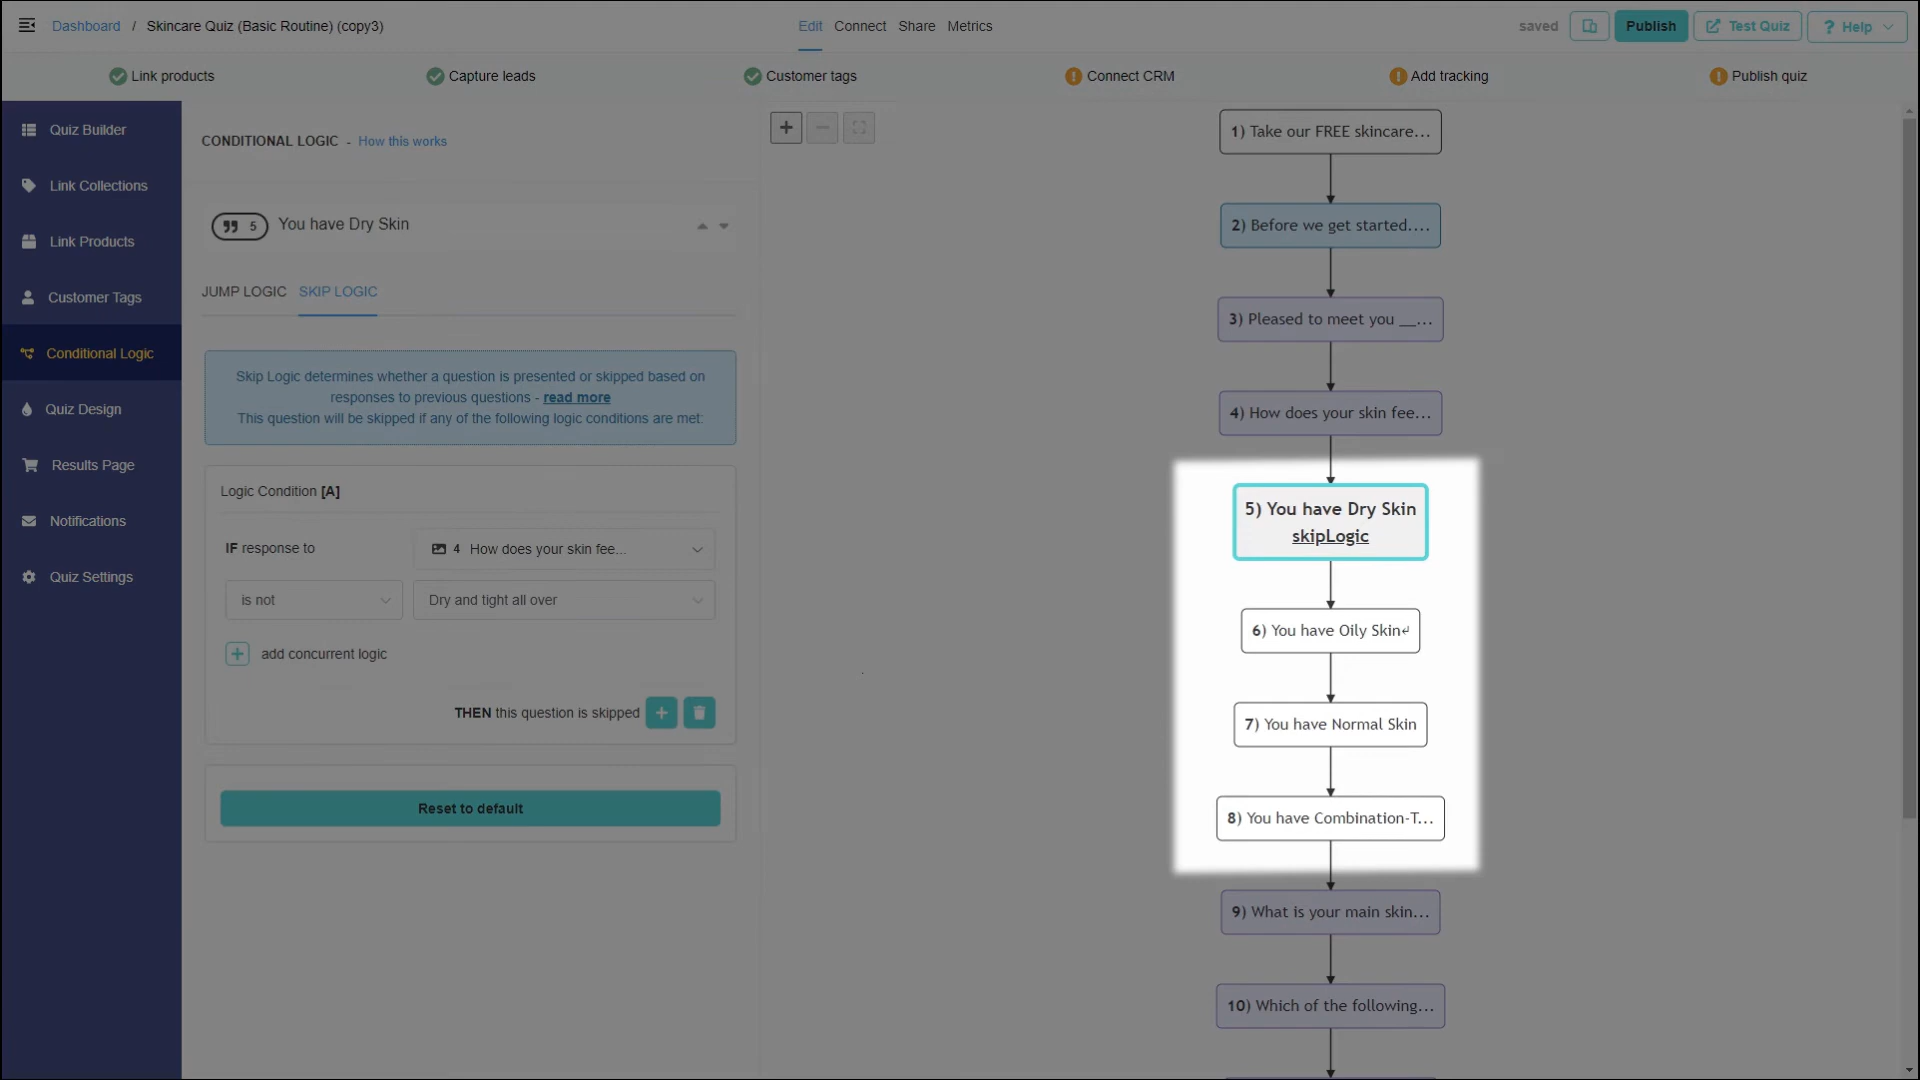 Dashboard / Skincare Quiz (Basic Routine) (copy3)
Edit Connect Share Metrics
saved Publish Test Quiz ? Help
Link products
Capture leads
Customer tags
! Connect CRM
! Add tracking
! Publish quiz
Quiz Builder
Link Collections
Link Products
Customer Tags
Conditional Logic
Quiz Design
Results Page
Notifications
Quiz Settings
CONDITIONAL LOGIC - How this works
5 You have Dry Skin
JUMP LOGIC SKIP LOGIC
Skip Logic determines whether a question is presented or skipped based on
responses to previous questions - read more
This question will be skipped if any of the following logic conditions are met:
Logic Condition [A]
IF response to 4 How does your skin fee...
is not Dry and tight all over
+ add concurrent logic
THEN this question is skipped +
Reset to default
1) Take our FREE skincare...
2) Before we get started....
3) Pleased to meet you __...
4) How does your skin fee...
5) You have Dry Skin
skipLogic
6) You have Oily Skin↵
7) You have Normal Skin
8) You have Combination-T...
9) What is your main skin...
10) Which of the following...